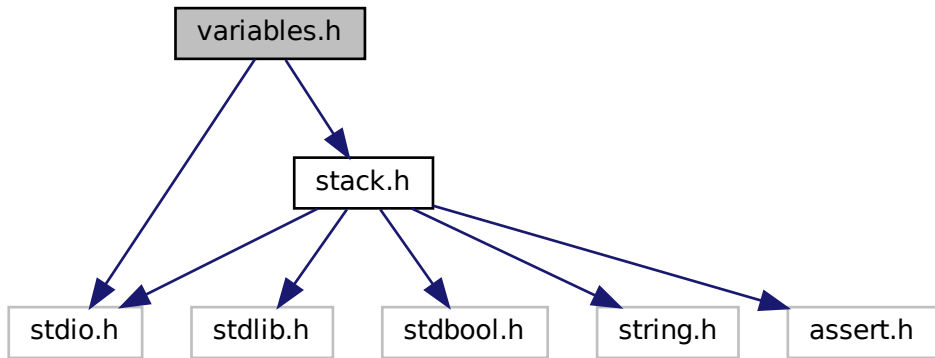 variables.h
stack.h
stdio.h
stdlib.h
stdbool.h
string.h
assert.h